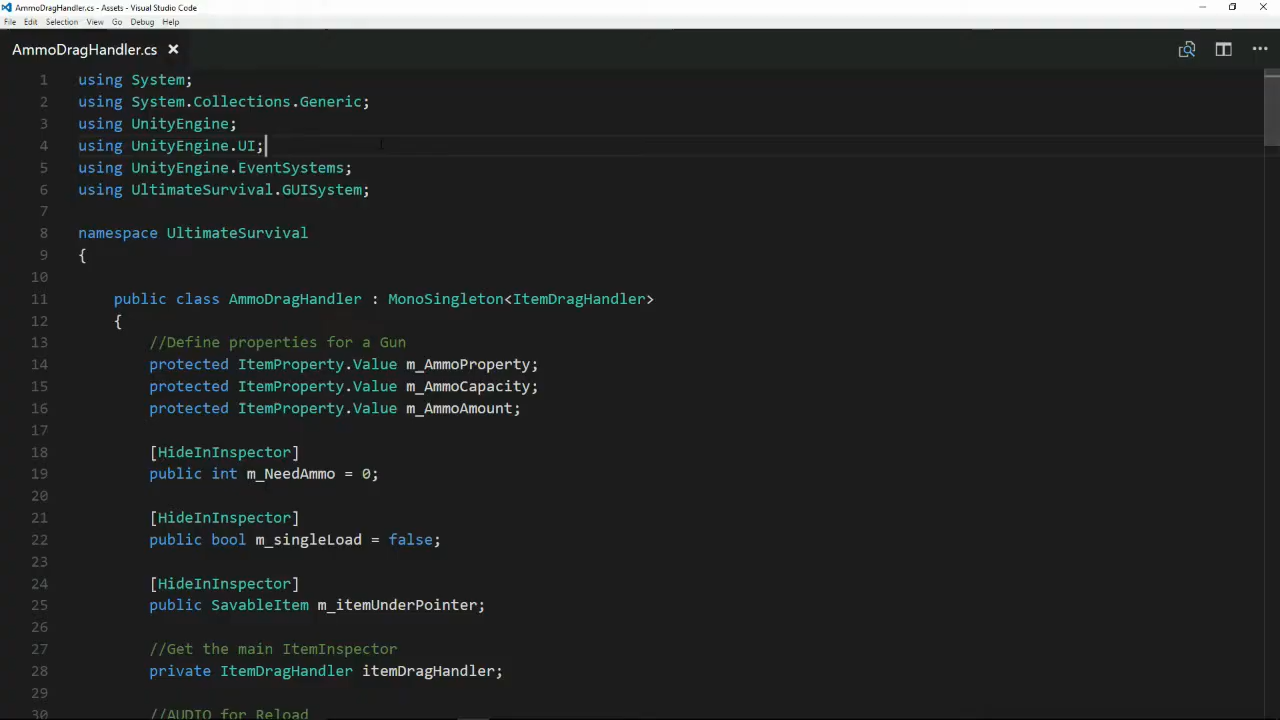 AmmoDragHandler.cs - Assets - Visual Studio Code
File Edit Selection View Go Debug Help
AmmoDragHandler.cs
1 using System;
2 using System.Collections.Generic;
3 using UnityEngine;
4 using UnityEngine.UI;
5 using UnityEngine.EventSystems;
6 using UltimateSurvival.GUISystem;
7
8 namespace UltimateSurvival
9 {
10
11 public class AmmoDragHandler : MonoSingleton<ItemDragHandler>
12 {
13 //Define properties for a Gun
14 protected ItemProperty.Value m_AmmoProperty;
15 protected ItemProperty.Value m_AmmoCapacity;
16 protected ItemProperty.Value m_AmmoAmount;
17
18 [HideInInspector]
19 public int m_NeedAmmo = 0;
20
21 [HideInInspector]
22 public bool m_singleLoad = false;
23
24 [HideInInspector]
25 public SavableItem m_itemUnderPointer;
26
27 //Get the main ItemInspector
28 private ItemDragHandler itemDragHandler;
29
30 //AUDIO for Reload